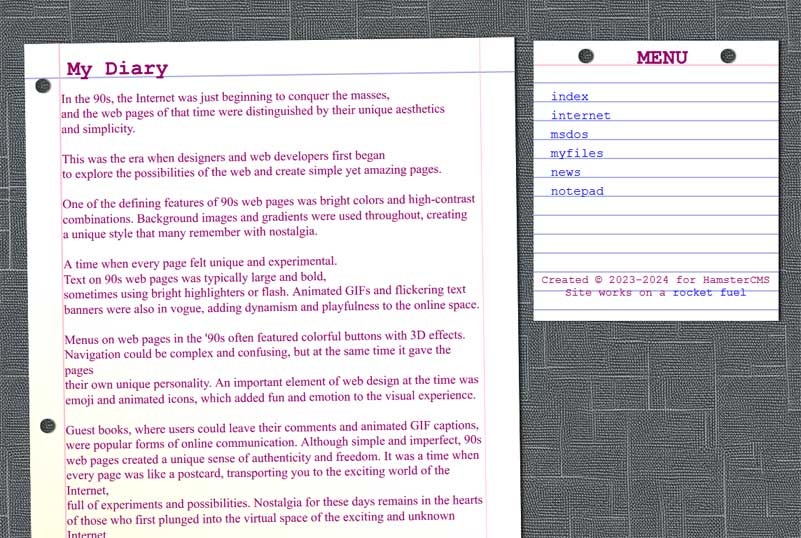 My Diary
In the 90s, the Internet was just beginning to conquer the masses,
and the web pages of that time were distinguished by their unique aesthetics
and simplicity.
This was the era when designers and web developers first began
to explore the possibilities of the web and create simple yet amazing pages.
One of the defining features of 90s web pages was bright colors and high-contrast
combinations. Background images and gradients were used throughout, creating
a unique style that many remember with nostalgia.
A time when every page felt unique and experimental.
Text on 90s web pages was typically large and bold,
sometimes using bright highlighters or flash. Animated GIFs and flickering text
banners were also in vogue, adding dynamism and playfulness to the online space.
Menus on web pages in the '90s often featured colorful buttons with 3D effects.
Navigation could be complex and confusing, but at the same time it gave the
pages
their own unique personality. An important element of web design at the time was
emoji and animated icons, which added fun and emotion to the visual experience.
Guest books, where users could leave their comments and animated GIF captions,
were popular forms of online communication. Although simple and imperfect, 90s
web pages created a unique sense of authenticity and freedom. It was a time when
every page was like a postcard, transporting you to the exciting world of the
Internet,
full of experiments and possibilities. Nostalgia for these days remains in the hearts
of those who first plunged into the virtual space of the exciting and unknown
Internet
MENU
index
internet
msdos
myfiles
news
notepad
Created © 2023-2024 for HamsterCMS
Site works on a rocket fuel